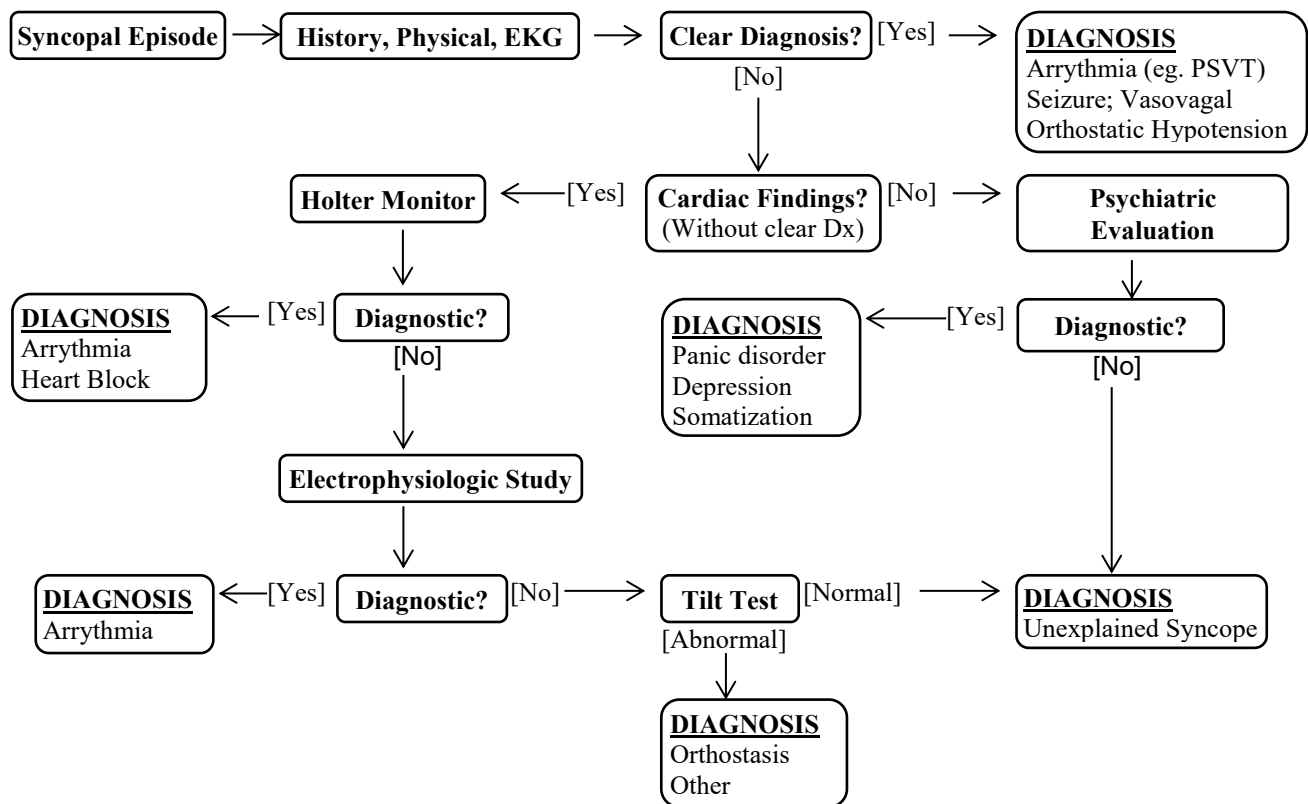 Syncopal Episode
History, Physical, EKG
Clear Diagnosis?
[Yes]
DIAGNOSIS
Arrythmia (eg. PSVT)
Seizure; Vasovagal
Orthostatic Hypotension
[No]
Holter Monitor
[Yes]
Cardiac Findings?
(Without clear Dx)
[No]
Psychiatric
Evaluation
DIAGNOSIS
Arrythmia
Heart Block
[Yes]
Diagnostic?
[No]
DIAGNOSIS
Panic disorder
Depression
Somatization
[Yes]
Diagnostic?
[No]
Electrophysiologic Study
DIAGNOSIS
Arrythmia
[Yes]
Diagnostic?
[No]
Tilt Test
[Normal]
[Abnormal]
DIAGNOSIS
Unexplained Syncope
DIAGNOSIS
Orthostasis
Other